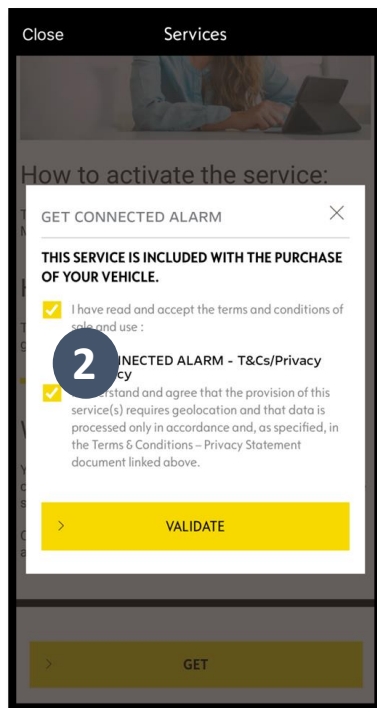 Close Services
How to activate the service:
GET CONNECTED ALARM
THIS SERVICE IS INCLUDED WITH THE PURCHASE
OF YOUR VEHICLE.
I have read and accept the terms and conditions of
sale and use :
NNECTED ALARM - T&Cs/Privacy
2
cy
erstand and agree that the provision of this
service(s) requires geolocation and that data is
processed only in accordance and, as specified, in
the Terms & Conditions – Privacy Statement
document linked above.
> VALIDATE
> GET